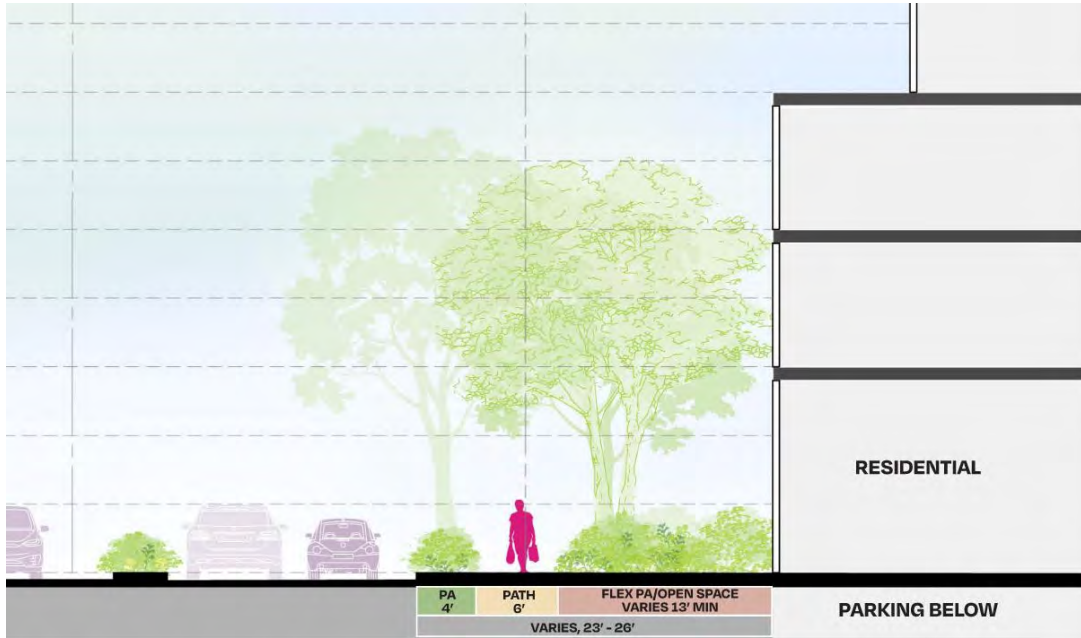 RESIDENTIAL
PA
4'
PATH
6'
FLEX PA/OPEN SPACE
VARIES 13' MIN
VARIES, 23' - 26'
PARKING BELOW